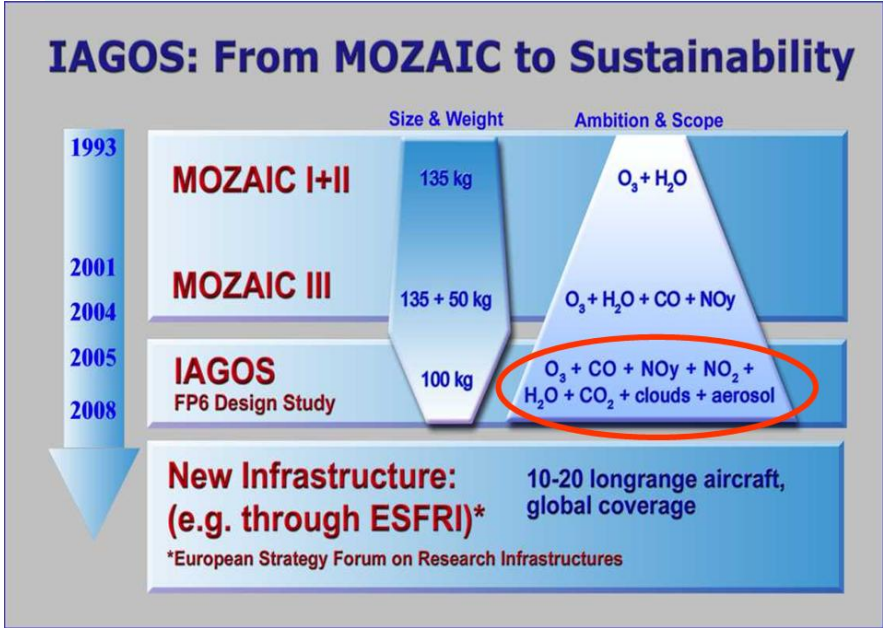 IAGOS: From MOZAIC to Sustainability
Size & Weight
Ambition & Scope
1993
MOZAIC I+II
135 kg
O₃ + H₂O
2001
MOZAIC III
135 + 50 kg
O₃ + H₂O + CO + NOy
2004
2005
IAGOS
FP6 Design Study
100 kg
O₃ + CO + NOy + NO₂ +
H₂O + CO₂ + clouds + aerosol
2008
New Infrastructure:
(e.g. through ESFRI)*
10-20 longrange aircraft,
global coverage
*European Strategy Forum on Research Infrastructures